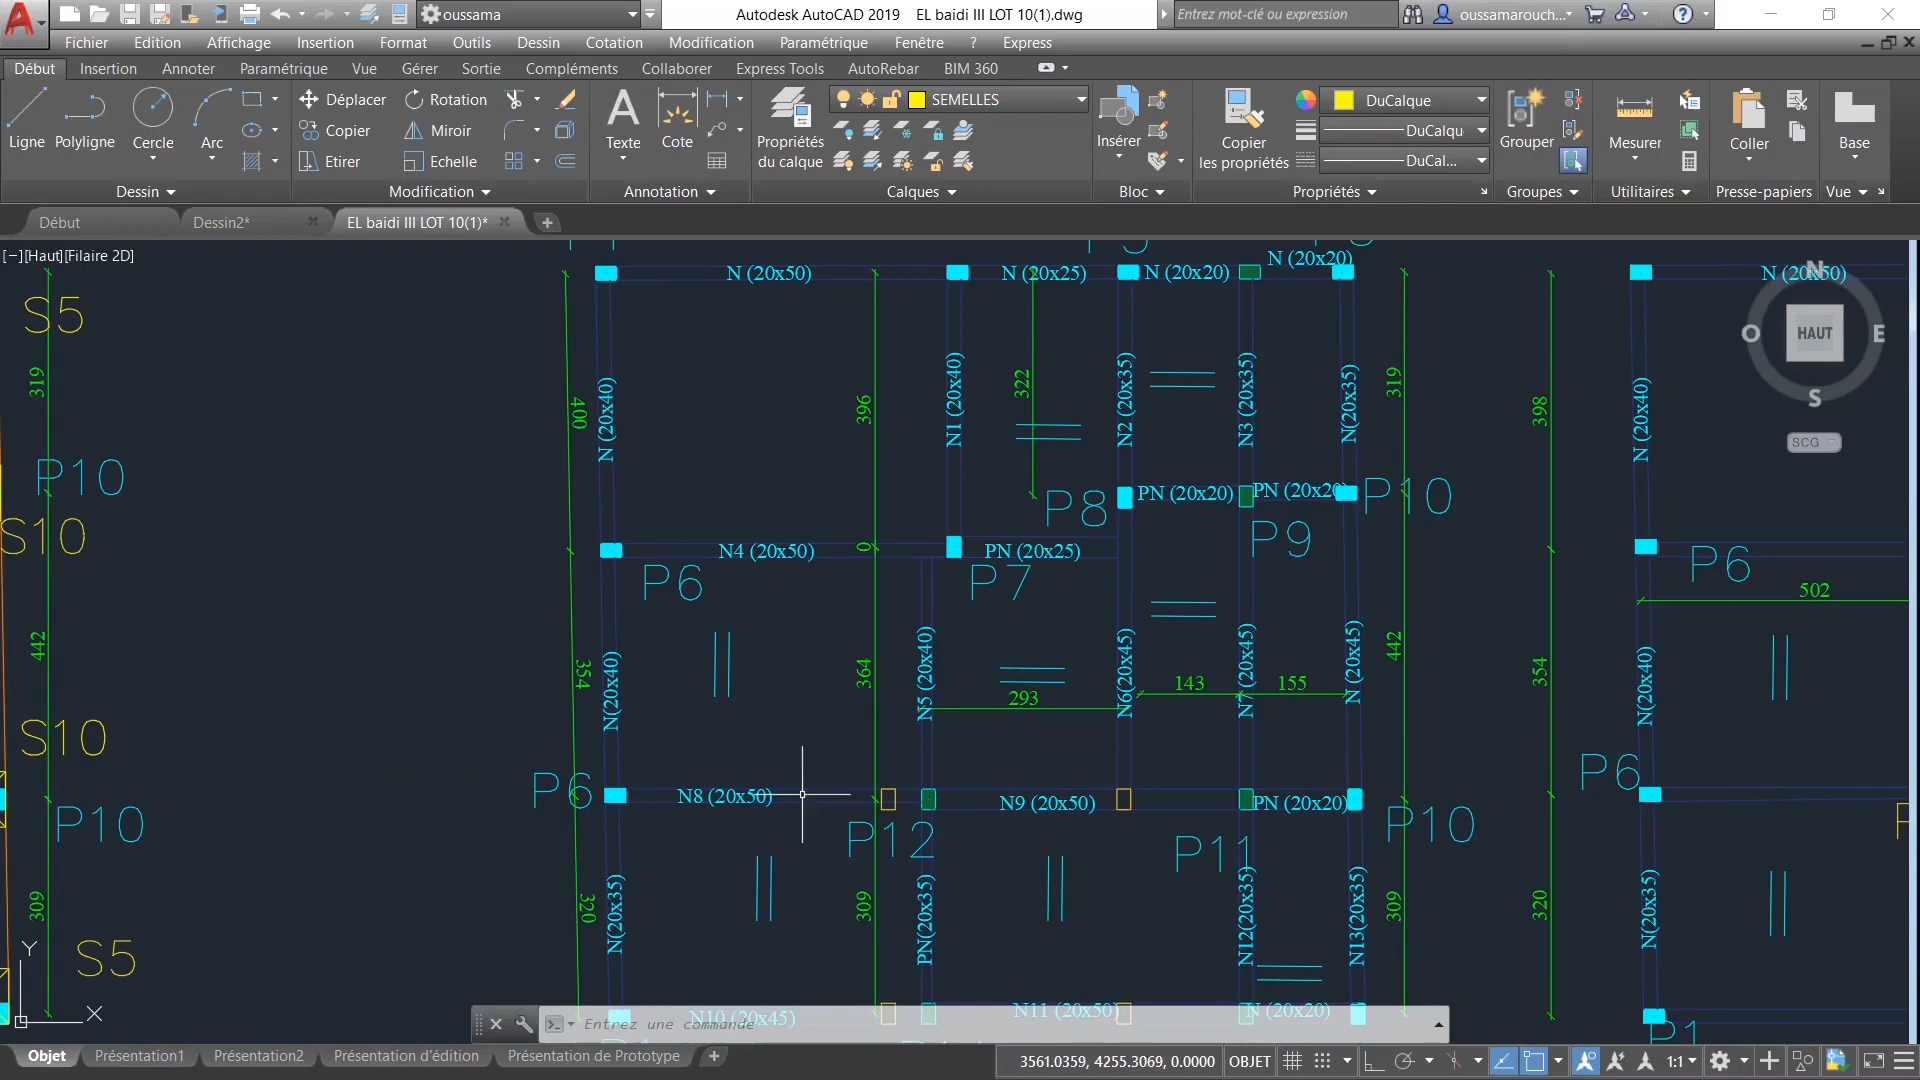 oussama
Autodesk AutoCAD 2019 EL baidi III LOT 10(1).dwg
Entrez mot-clé ou expression
oussamarouch...
Fichier Edition Affichage Insertion Format Outils Dessin Cotation Modification Paramétrique Fenêtre ? Express
Début Insertion Annoter Paramétrique Vue Gérer Sortie Compléments Collaborer Express Tools AutoRebar BIM 360
Déplacer Rotation SEMELLES DuCalque
Ligne Polyligne Cercle Arc Copier Miroir Texte Cote Propriétés du calque Insérer Copier les propriétés DuCalqu Grouper Mesurer Coller Base
Etirer Echelle DuCal...
Dessin Modification Annotation Calques Bloc Propriétés Groupes Utilitaires Presse-papiers Vue
Début Dessin2* EL baidi III LOT 10(1)*
[−][Haut][Filaire 2D]
N (20x20)
N (20x50) N (20x25) N (20x20) N (20x50)
N
S5
O HAUT E
319 400 396 322 319 398
N (20x40) N1 (20x40) N2 (20x35) N3 (20x35) N(20x35) N (20x40)
S
SCG
P10 PN (20x20) PN (20x20) P10
P8
S10 P9
N4 (20x50) 0 PN (20x25)
P6 P7 P6
502
442 354 364 442 354
N(20x40) N5 (20x40) N6(20x45) N7 (20x45) N (20x45) N(20x40)
143 155
293
S10
P6 P6
N8 (20x50) N9 (20x50) PN (20x20)
P10 P12 P11 P10
309 320 309 309 320
N(20x35) PN(20x35) N12(20x35) N13(20x35) N(20x35)
Y S5
X
N10 (20x45) N11 (20x50) N (20x20)
Entrez une commande
P1
Objet Présentation1 Présentation2 Présentation d'édition Présentation de Prototype
3561.0359, 4255.3069, 0.0000 OBJET 1:1